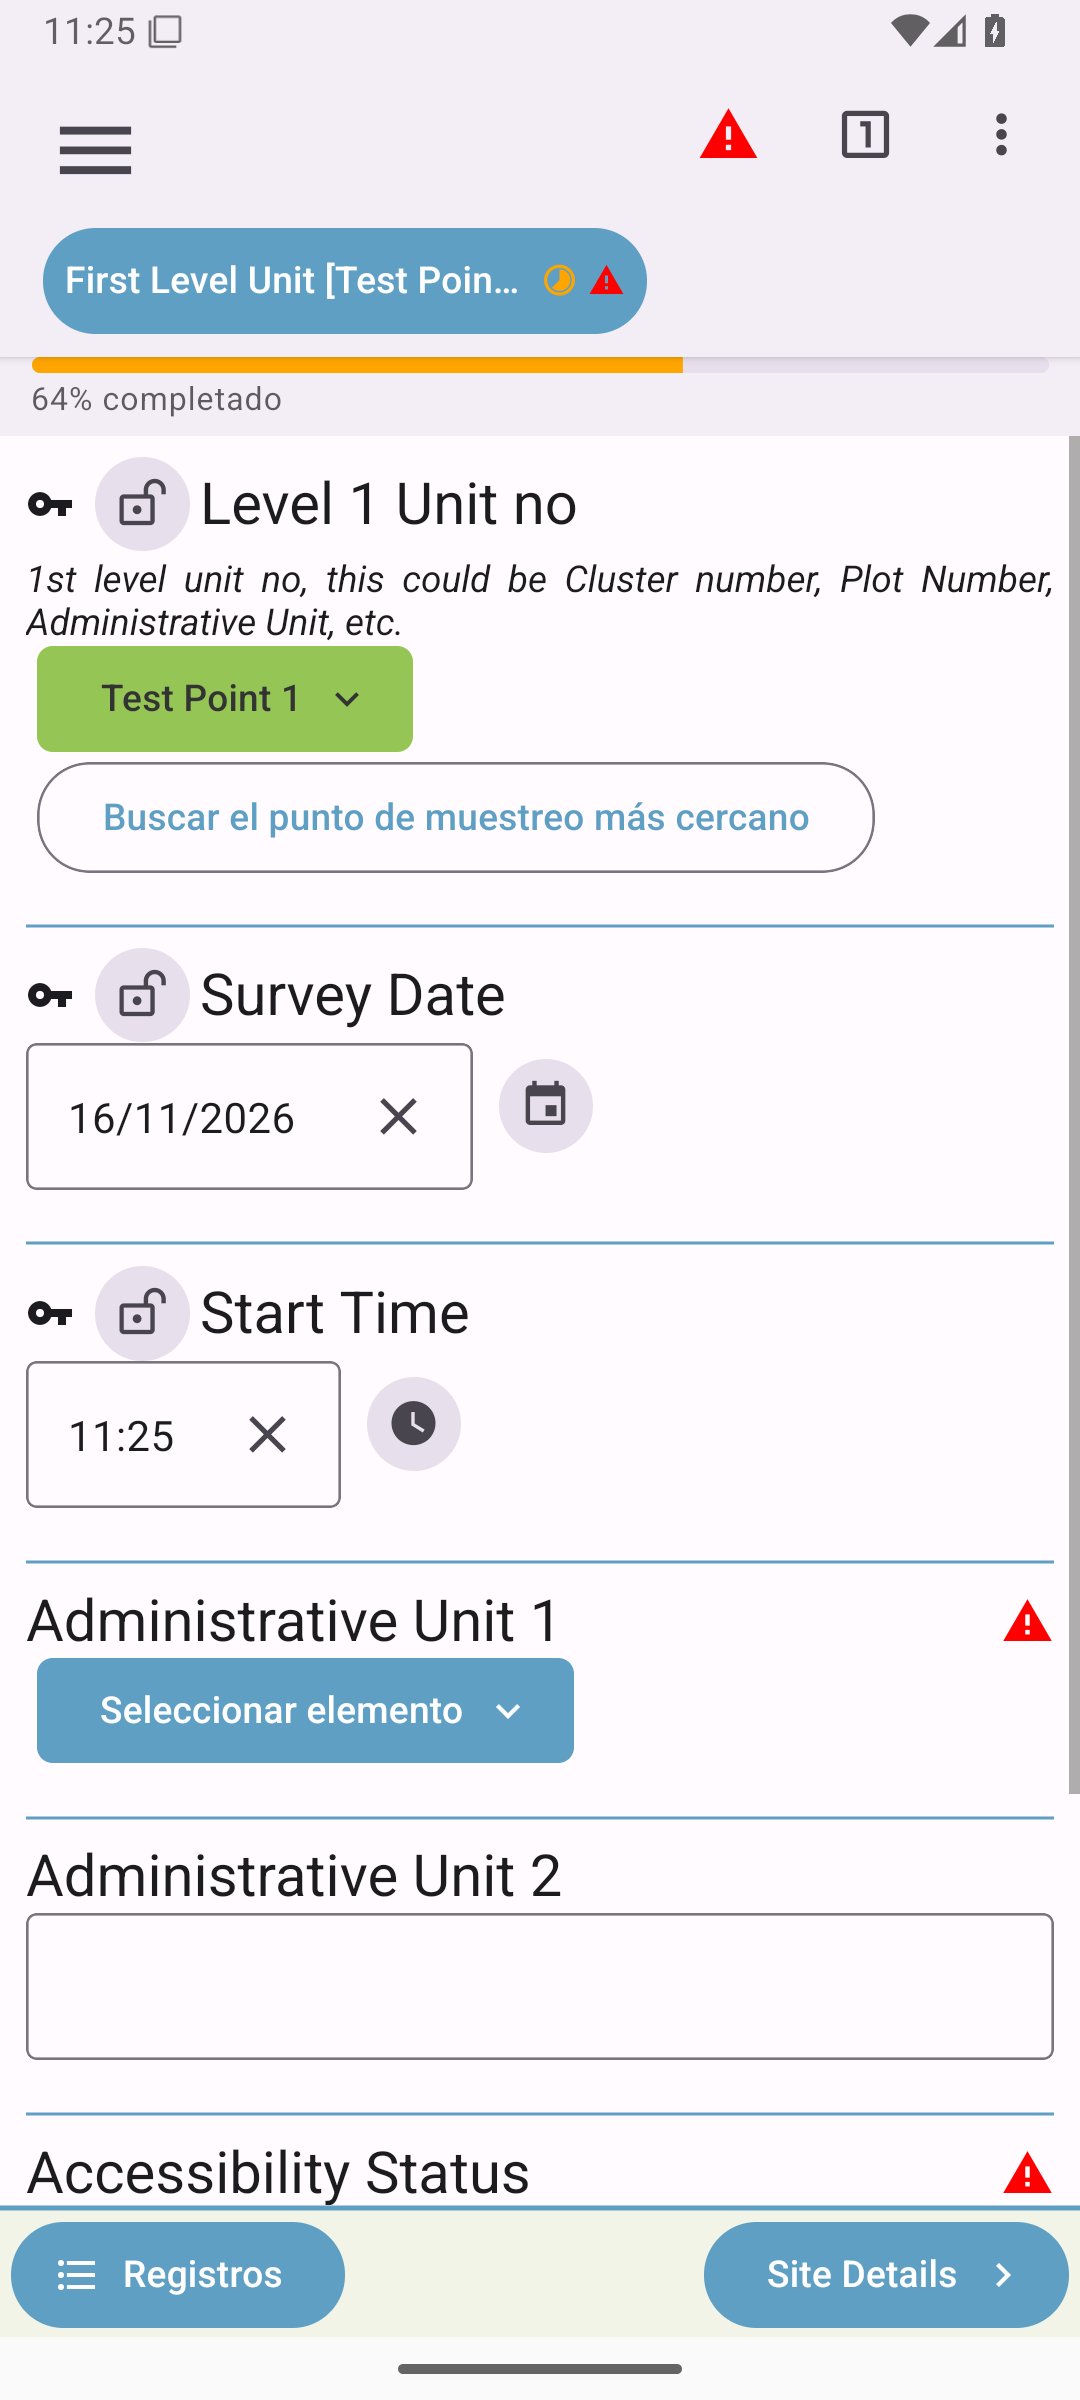 11:25
1
First Level Unit [Test Poin...
64% completado
Level 1 Unit no
1st level unit no, this could be Cluster number, Plot Number,
Administrative Unit, etc.
Test Point 1
Buscar el punto de muestreo más cercano
Survey Date
16/11/2026
Start Time
11:25
Administrative Unit 1
Seleccionar elemento
Administrative Unit 2
Accessibility Status
Registros
Site Details